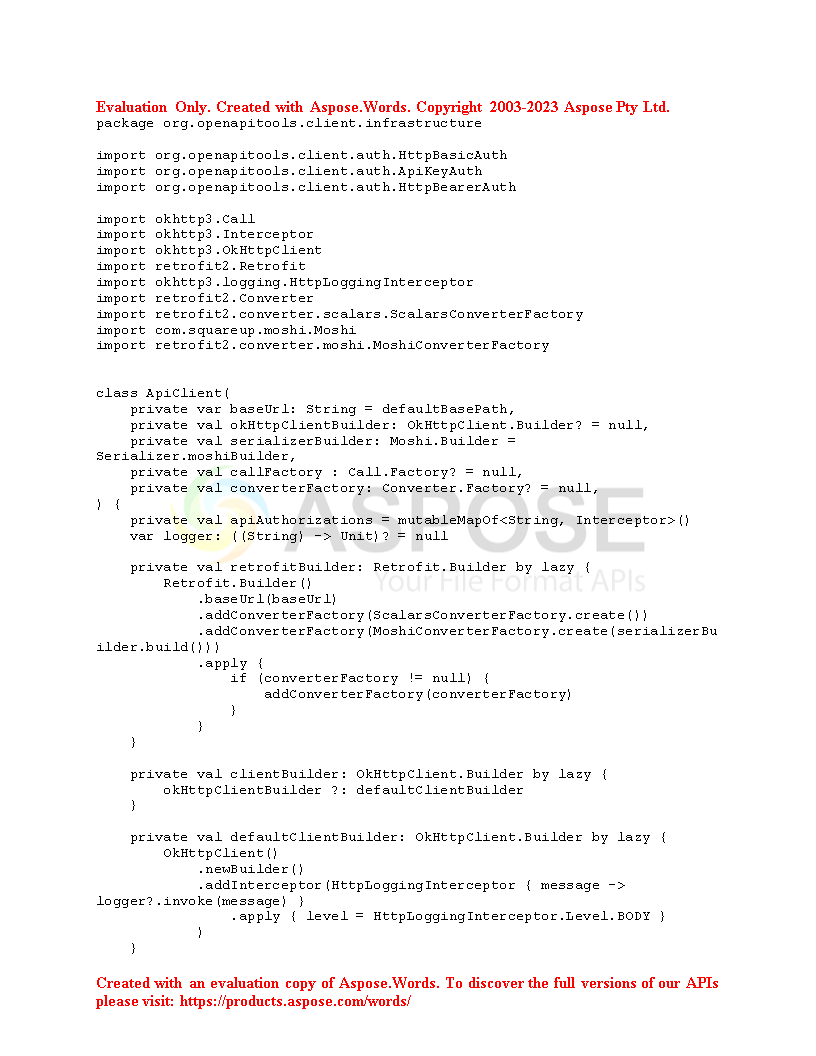 Evaluation Only. Created with Aspose.Words. Copyright 2003-2023 Aspose Pty Ltd.
package org.openapitools.client.infrastructure

import org.openapitools.client.auth.HttpBasicAuth
import org.openapitools.client.auth.ApiKeyAuth
import org.openapitools.client.auth.HttpBearerAuth

import okhttp3.Call
import okhttp3.Interceptor
import okhttp3.OkHttpClient
import retrofit2.Retrofit
import okhttp3.logging.HttpLoggingInterceptor
import retrofit2.Converter
import retrofit2.converter.scalars.ScalarsConverterFactory
import com.squareup.moshi.Moshi
import retrofit2.converter.moshi.MoshiConverterFactory


class ApiClient(
    private var baseUrl: String = defaultBasePath,
    private val okHttpClientBuilder: OkHttpClient.Builder? = null,
    private val serializerBuilder: Moshi.Builder =
Serializer.moshiBuilder,
    private val callFactory : Call.Factory? = null,
    private val converterFactory: Converter.Factory? = null,
) {
    private val apiAuthorizations = mutableMapOf<String, Interceptor>()
    var logger: ((String) -> Unit)? = null
ASPOSE
Your File Format APIs

    private val retrofitBuilder: Retrofit.Builder by lazy {
        Retrofit.Builder()
            .baseUrl(baseUrl)
            .addConverterFactory(ScalarsConverterFactory.create())
            .addConverterFactory(MoshiConverterFactory.create(serializerBu
ilder.build()))
            .apply {
                if (converterFactory != null) {
                    addConverterFactory(converterFactory)
                }
            }
    }

    private val clientBuilder: OkHttpClient.Builder by lazy {
        okHttpClientBuilder ?: defaultClientBuilder
    }

    private val defaultClientBuilder: OkHttpClient.Builder by lazy {
        OkHttpClient()
            .newBuilder()
            .addInterceptor(HttpLoggingInterceptor { message ->
logger?.invoke(message) }
                .apply { level = HttpLoggingInterceptor.Level.BODY }
            )
    }

Created with an evaluation copy of Aspose.Words. To discover the full versions of our APIs
please visit: https://products.aspose.com/words/